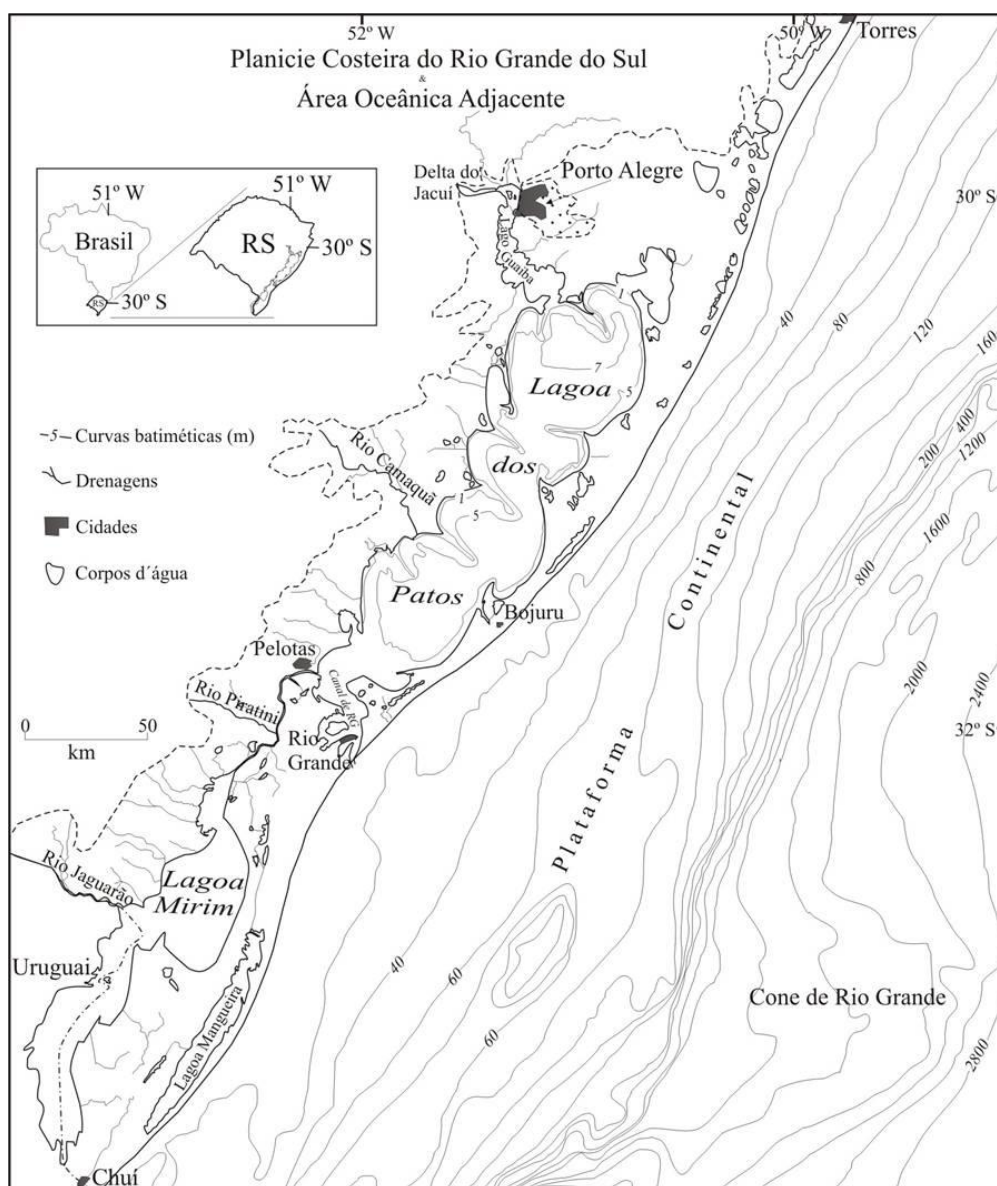 52º W
50º W
Torres
Planicie Costeira do Rio Grande do Sul
&
Área Oceânica Adjacente
Delta do
Jacuí
Porto Alegre
30º S
51º W
51º W
Brasil
RS
30º S
RS
30º S
Lago Guaíba
1
40
80
120
160
7
Lagoa
5
400
200
1200
-5- Curvas batiméticas (m)
Rio Camaquã
dos
Drenagens
1
5
1600
800
Cidades
Continental
Corpos d´água
Patos
Bojuru
Pelotas
2000
2400
Canal de RG
Rio Piratini
0
50
km
Rio
Grande
32º S
Plataforma
Rio Jaguarão
Lagoa
Mirim
40
60
Uruguai
Cone de Rio Grande
Lagoa Mangueira
60
2800
Chuí